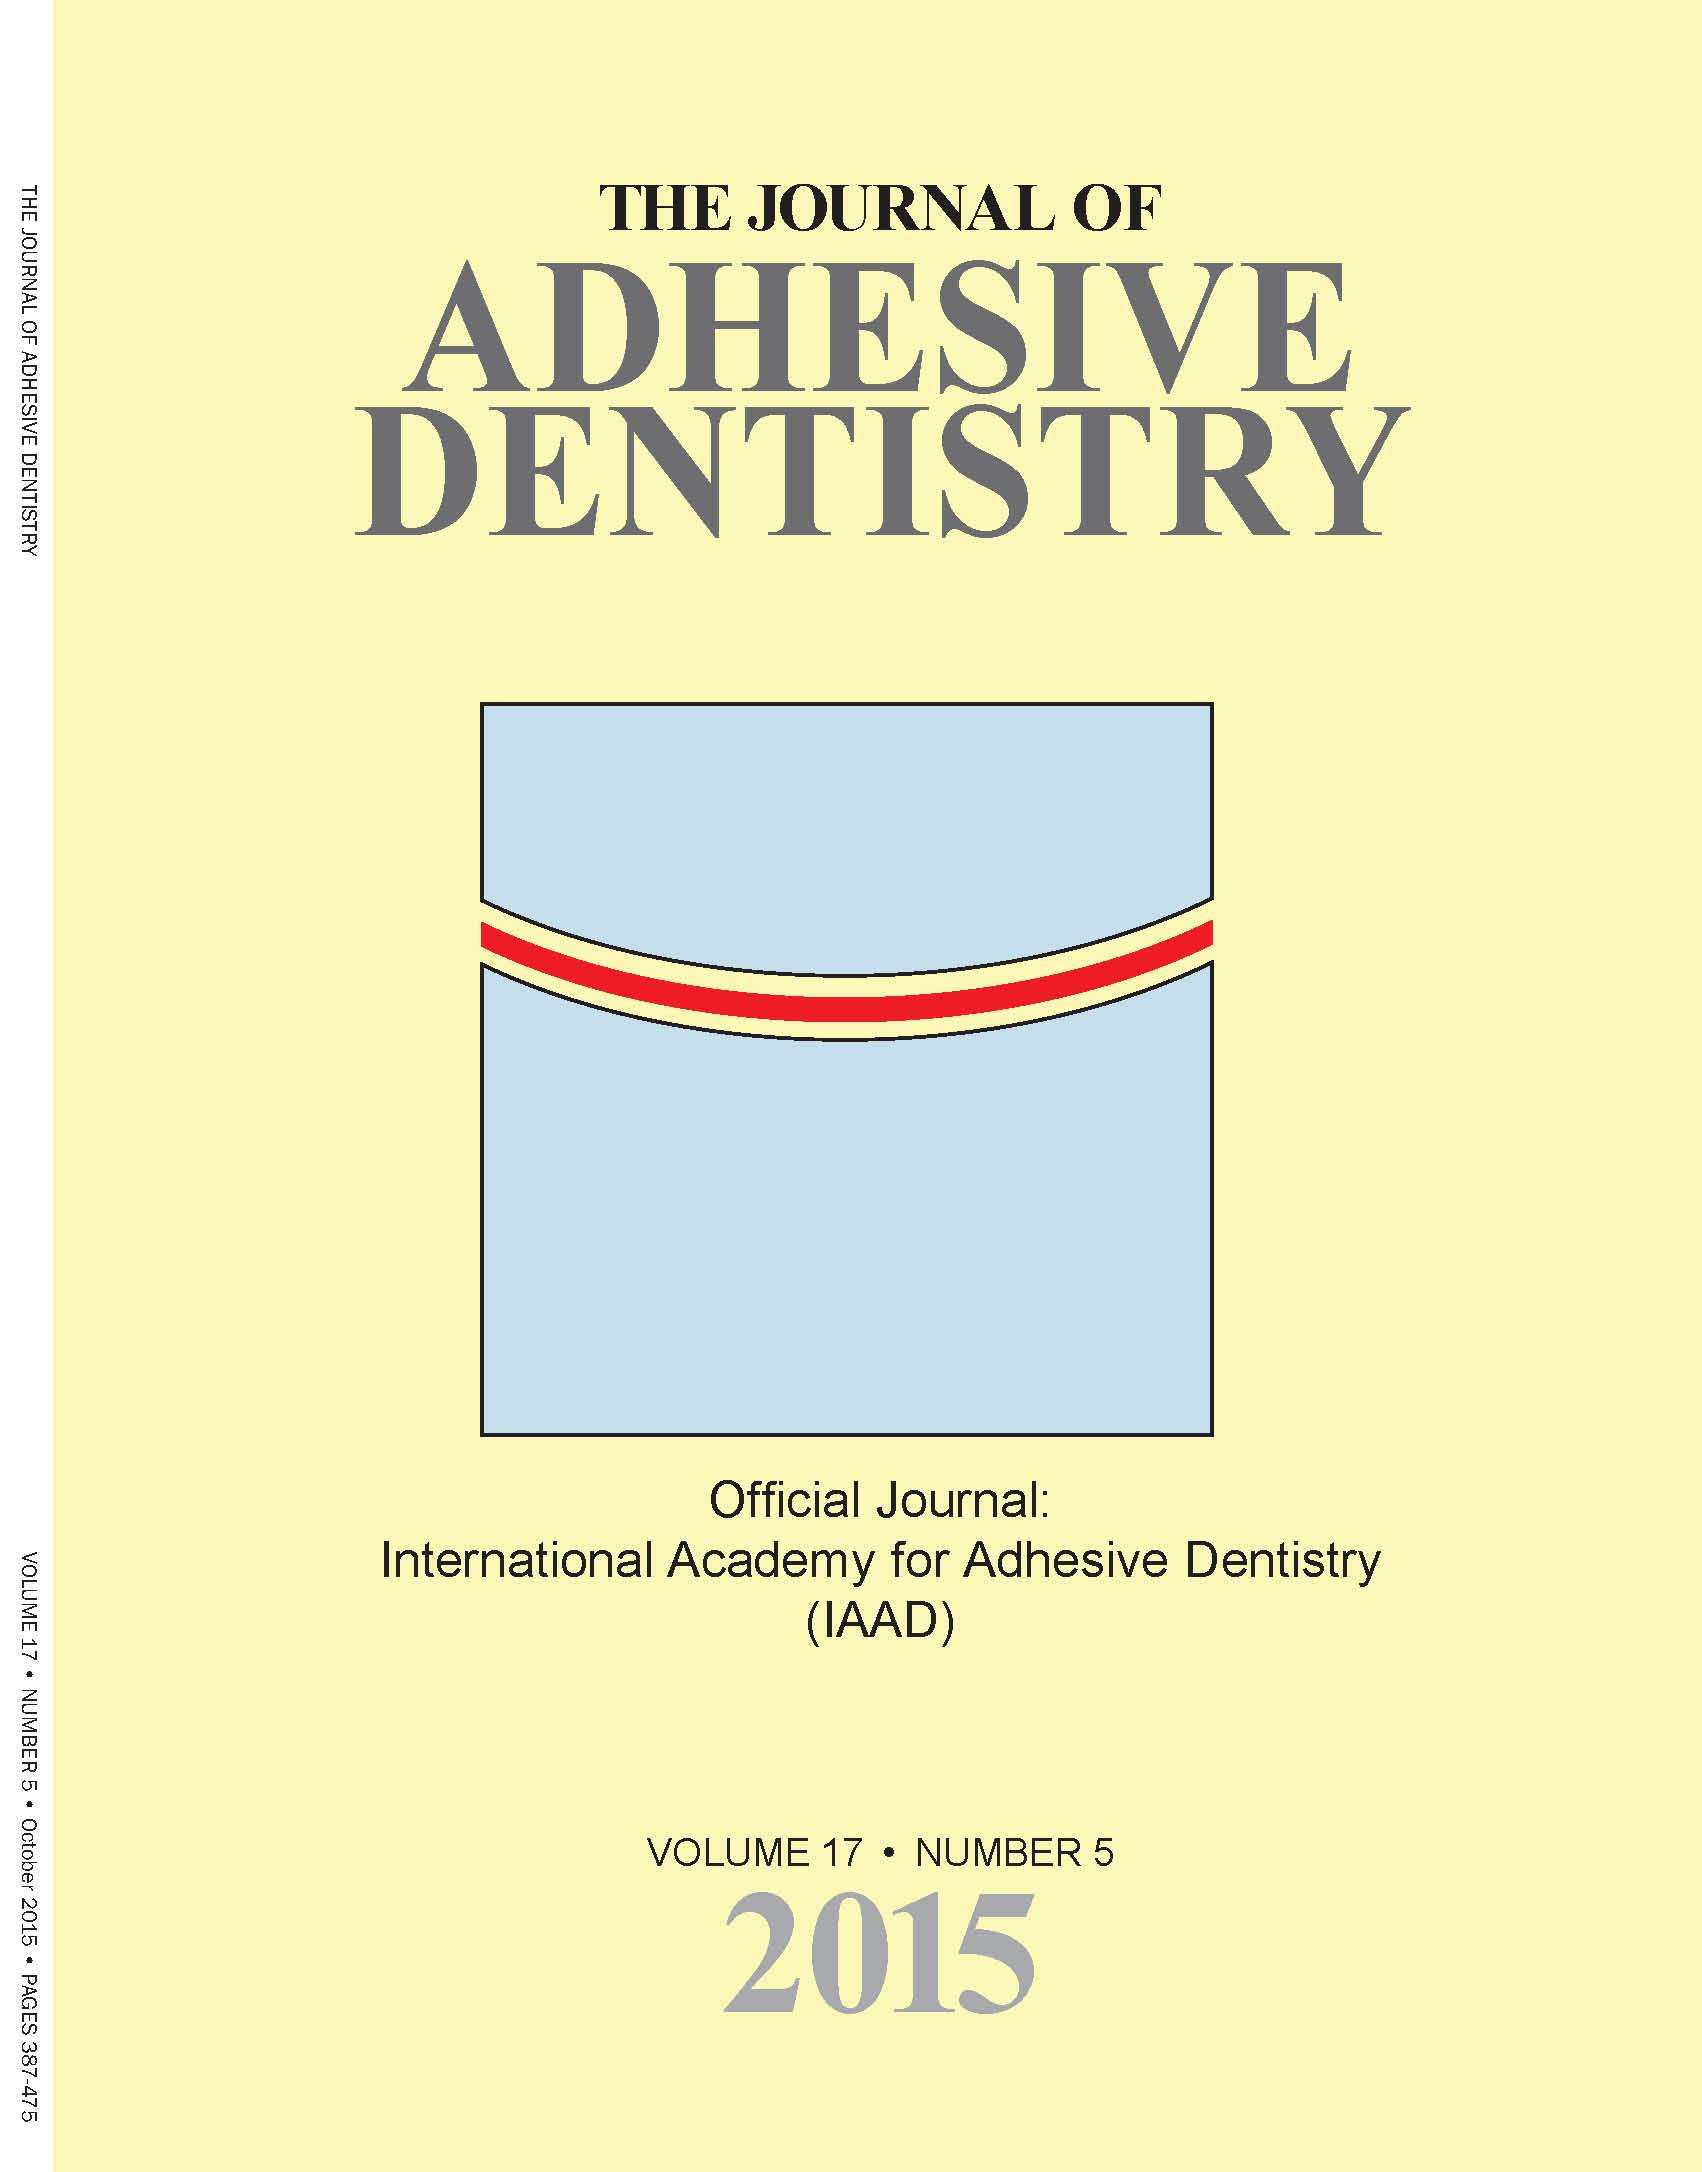 THE JOURNAL OF ADHESIVE DENTISTRY
VOLUME 17 • NUMBER 5 • October 2015 • PAGES 387-475
THE JOURNAL OF
ADHESIVE
DENTISTRY
Official Journal:
International Academy for Adhesive Dentistry
(IAAD)
VOLUME 17 • NUMBER 5
2015